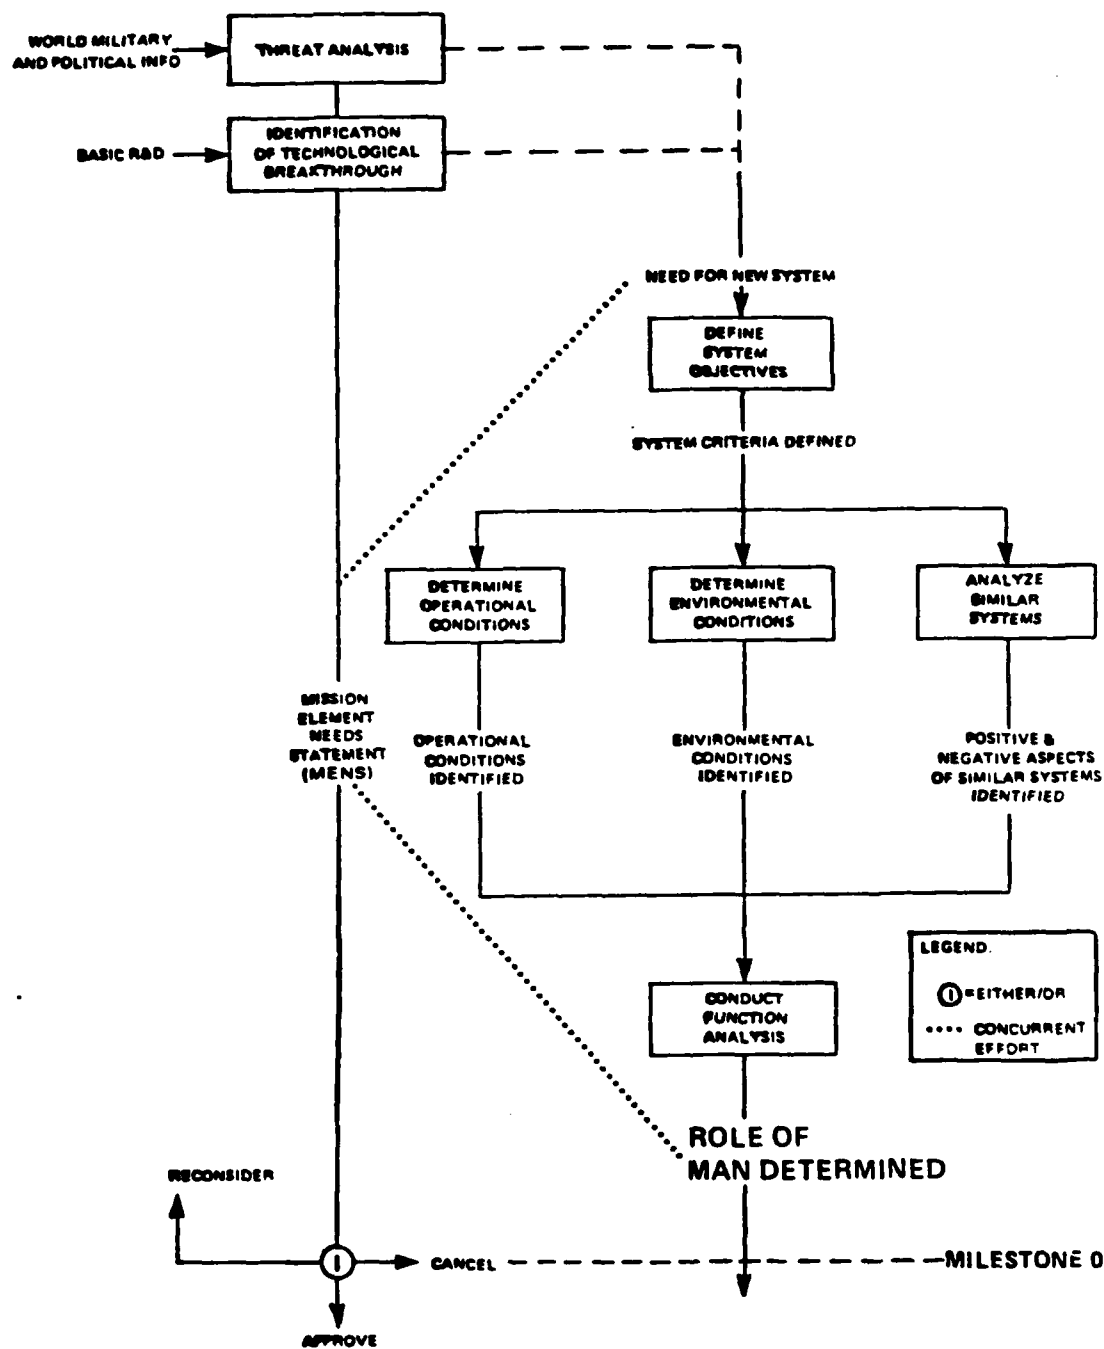 WORLD MILITARY
AND POLITICAL INFO
THREAT ANALYSIS
BASIC R&D
IDENTIFICATION
OF TECHNOLOGICAL
BREAKTHROUGH
NEED FOR NEW SYSTEM
DEFINE
SYSTEM
OBJECTIVES
SYSTEM CRITERIA DEFINED
DETERMINE
OPERATIONAL
CONDITIONS
DETERMINE
ENVIRONMENTAL
CONDITIONS
ANALYZE
SIMILAR
SYSTEMS
MISSION
ELEMENT
NEEDS
STATEMENT
(MENS)
OPERATIONAL
CONDITIONS
IDENTIFIED
ENVIRONMENTAL
CONDITIONS
IDENTIFIED
POSITIVE &
NEGATIVE ASPECTS
OF SIMILAR SYSTEMS
IDENTIFIED
LEGEND.
I = EITHER/OR
.... CONCURRENT
EFFORT
CONDUCT
FUNCTION
ANALYSIS
ROLE OF
MAN DETERMINED
RECONSIDER
I
CANCEL
MILESTONE 0
APPROVE